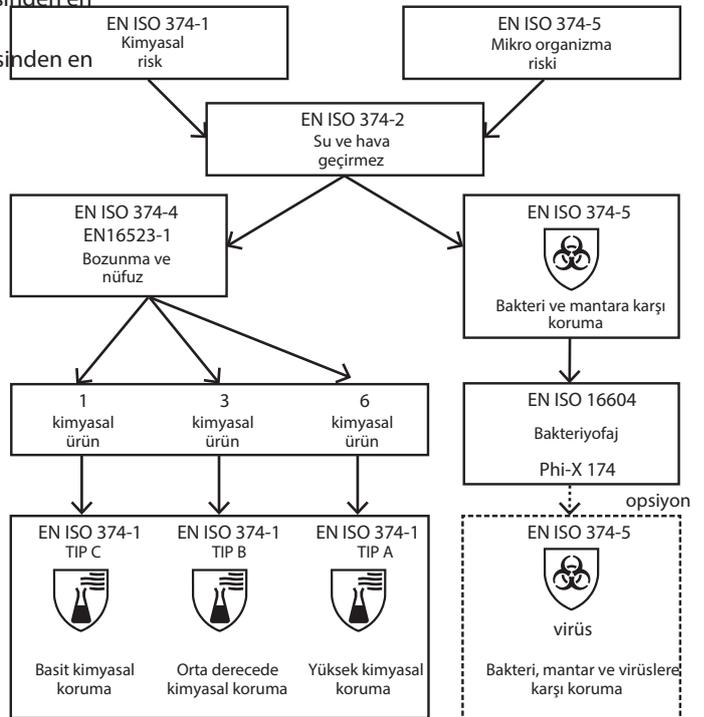 sinden en
EN ISO 374-1
Kimyasal
risk
sinden en
EN ISO 374-5
Mikro organizma
riski
EN ISO 374-2
Su ve hava
geçirmez
EN ISO 374-4
EN16523-1
Bozunma ve
nüfuz
EN ISO 374-5
Bakteri ve mantara karşı
koruma
1
kimyasal
ürün
3
kimyasal
ürün
6
kimyasal
ürün
EN ISO 16604
Bakteriyofaj
Phi-X 174
opsiyon
EN ISO 374-1
TIP C
Basit kimyasal
koruma
EN ISO 374-1
TIP B
Orta derecede
kimyasal koruma
EN ISO 374-1
TIP A
Yüksek kimyasal
koruma
EN ISO 374-5
virüs
Bakteri, mantar ve virüslere
karşı koruma